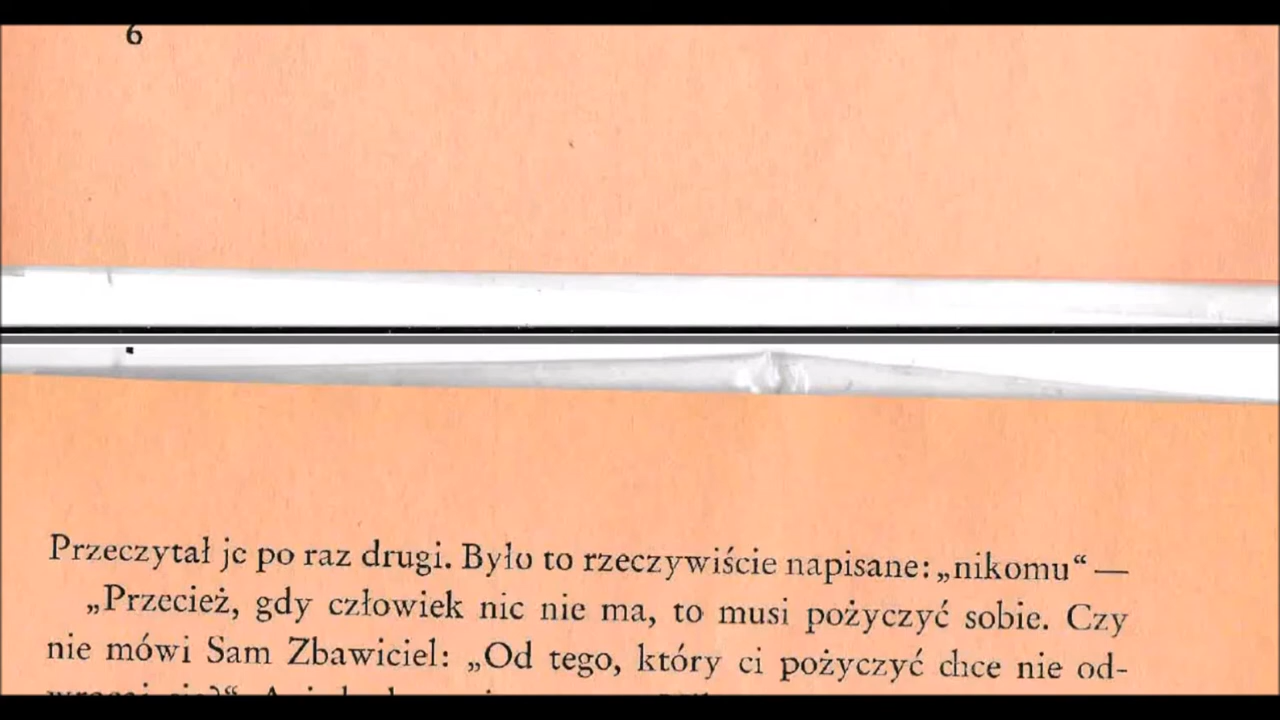 6
Przeczytał je po raz drugi. Było to rzeczywiście napisane: „nikomu“ —
„Przecież, gdy człowiek nic nie ma, to musi pożyczyć sobie. Czy
nie mówi Sam Zbawiciel: „Od tego, który ci pożyczyć chce nie od-